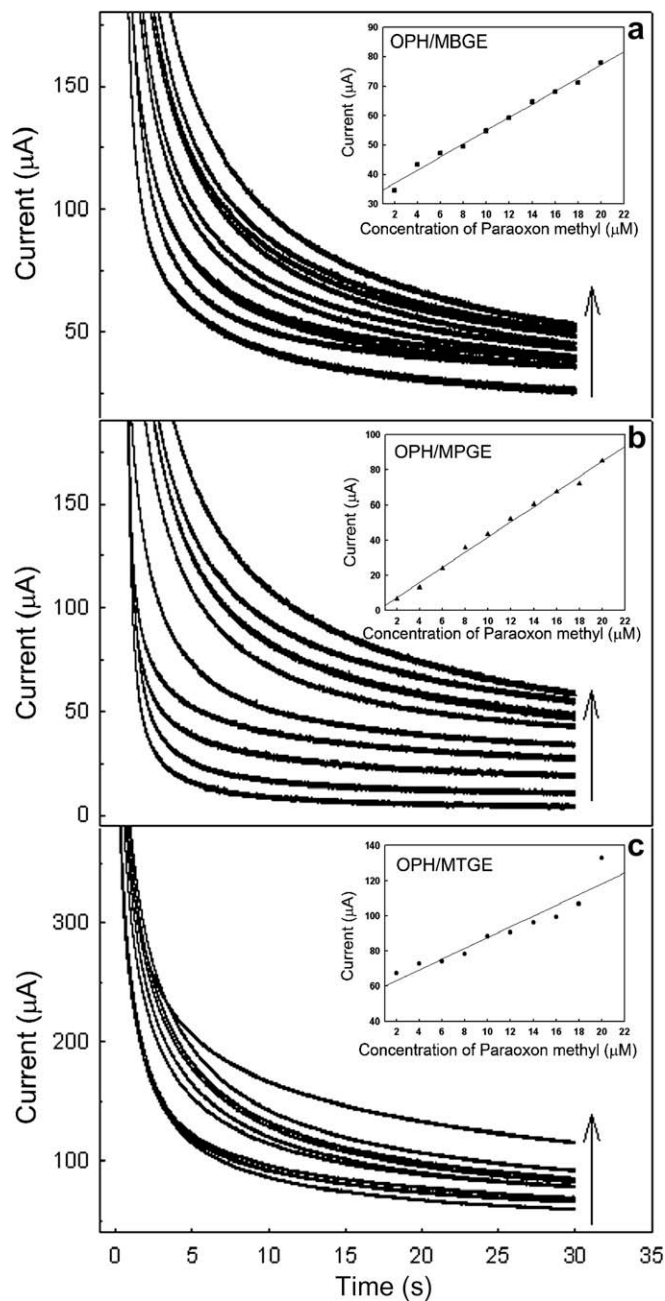 a
OPH/MBGE
90
80
70
60
50
40
30
Current (μA)
2 4 6 8 10 12 14 16 18 20 22
Concentration of Paraoxon methyl (μM)
150
100
50
Current (μA)
b
OPH/MPGE
100
80
60
40
20
0
Current (μA)
2 4 6 8 10 12 14 16 18 20 22
Concentration of Paraoxon methyl (μM)
150
100
50
0
Current (μA)
c
OPH/MTGE
140
120
100
80
60
40
Current (μA)
2 4 6 8 10 12 14 16 18 20 22
Concentration of Paraoxon methyl (μM)
300
200
100
Current (μA)
0 5 10 15 20 25 30 35
Time (s)